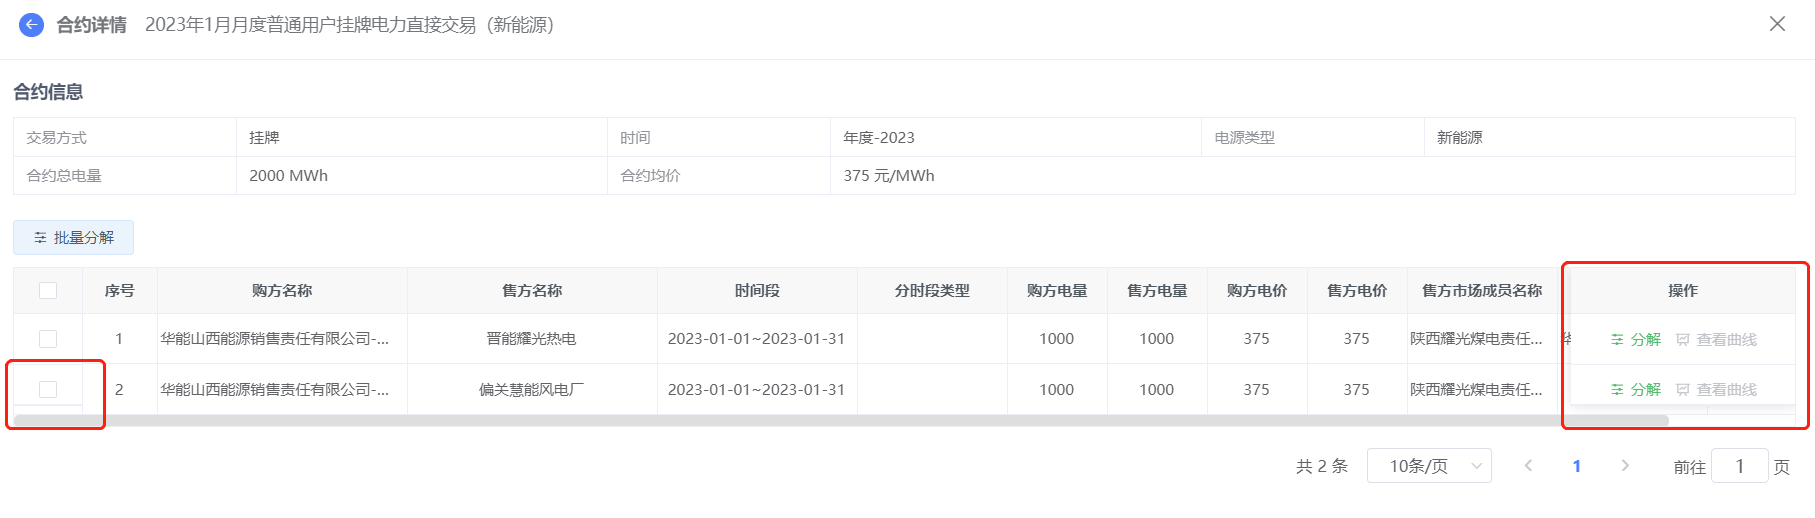 合约详情 2023年1月月度普通用户挂牌电力直接交易（新能源）
合约信息
交易方式 挂牌 时间 年度-2023 电源类型 新能源
合约总电量 2000 MWh 合约均价 375 元/MWh
批量分解
序号 购方名称 售方名称 时间段 分时段类型 购方电量 售方电量 购方电价 售方电价 售方市场成员名称 操作
1 华能山西能源销售责任有限公司-... 晋能耀光热电 2023-01-01~2023-01-31 1000 1000 375 375 陕西耀光煤电责任... 分解 查看曲线
2 华能山西能源销售责任有限公司-... 偏关慧能风电厂 2023-01-01~2023-01-31 1000 1000 375 375 陕西耀光煤电责任... 分解 查看曲线
共 2 条 10条/页 1 前往 1 页